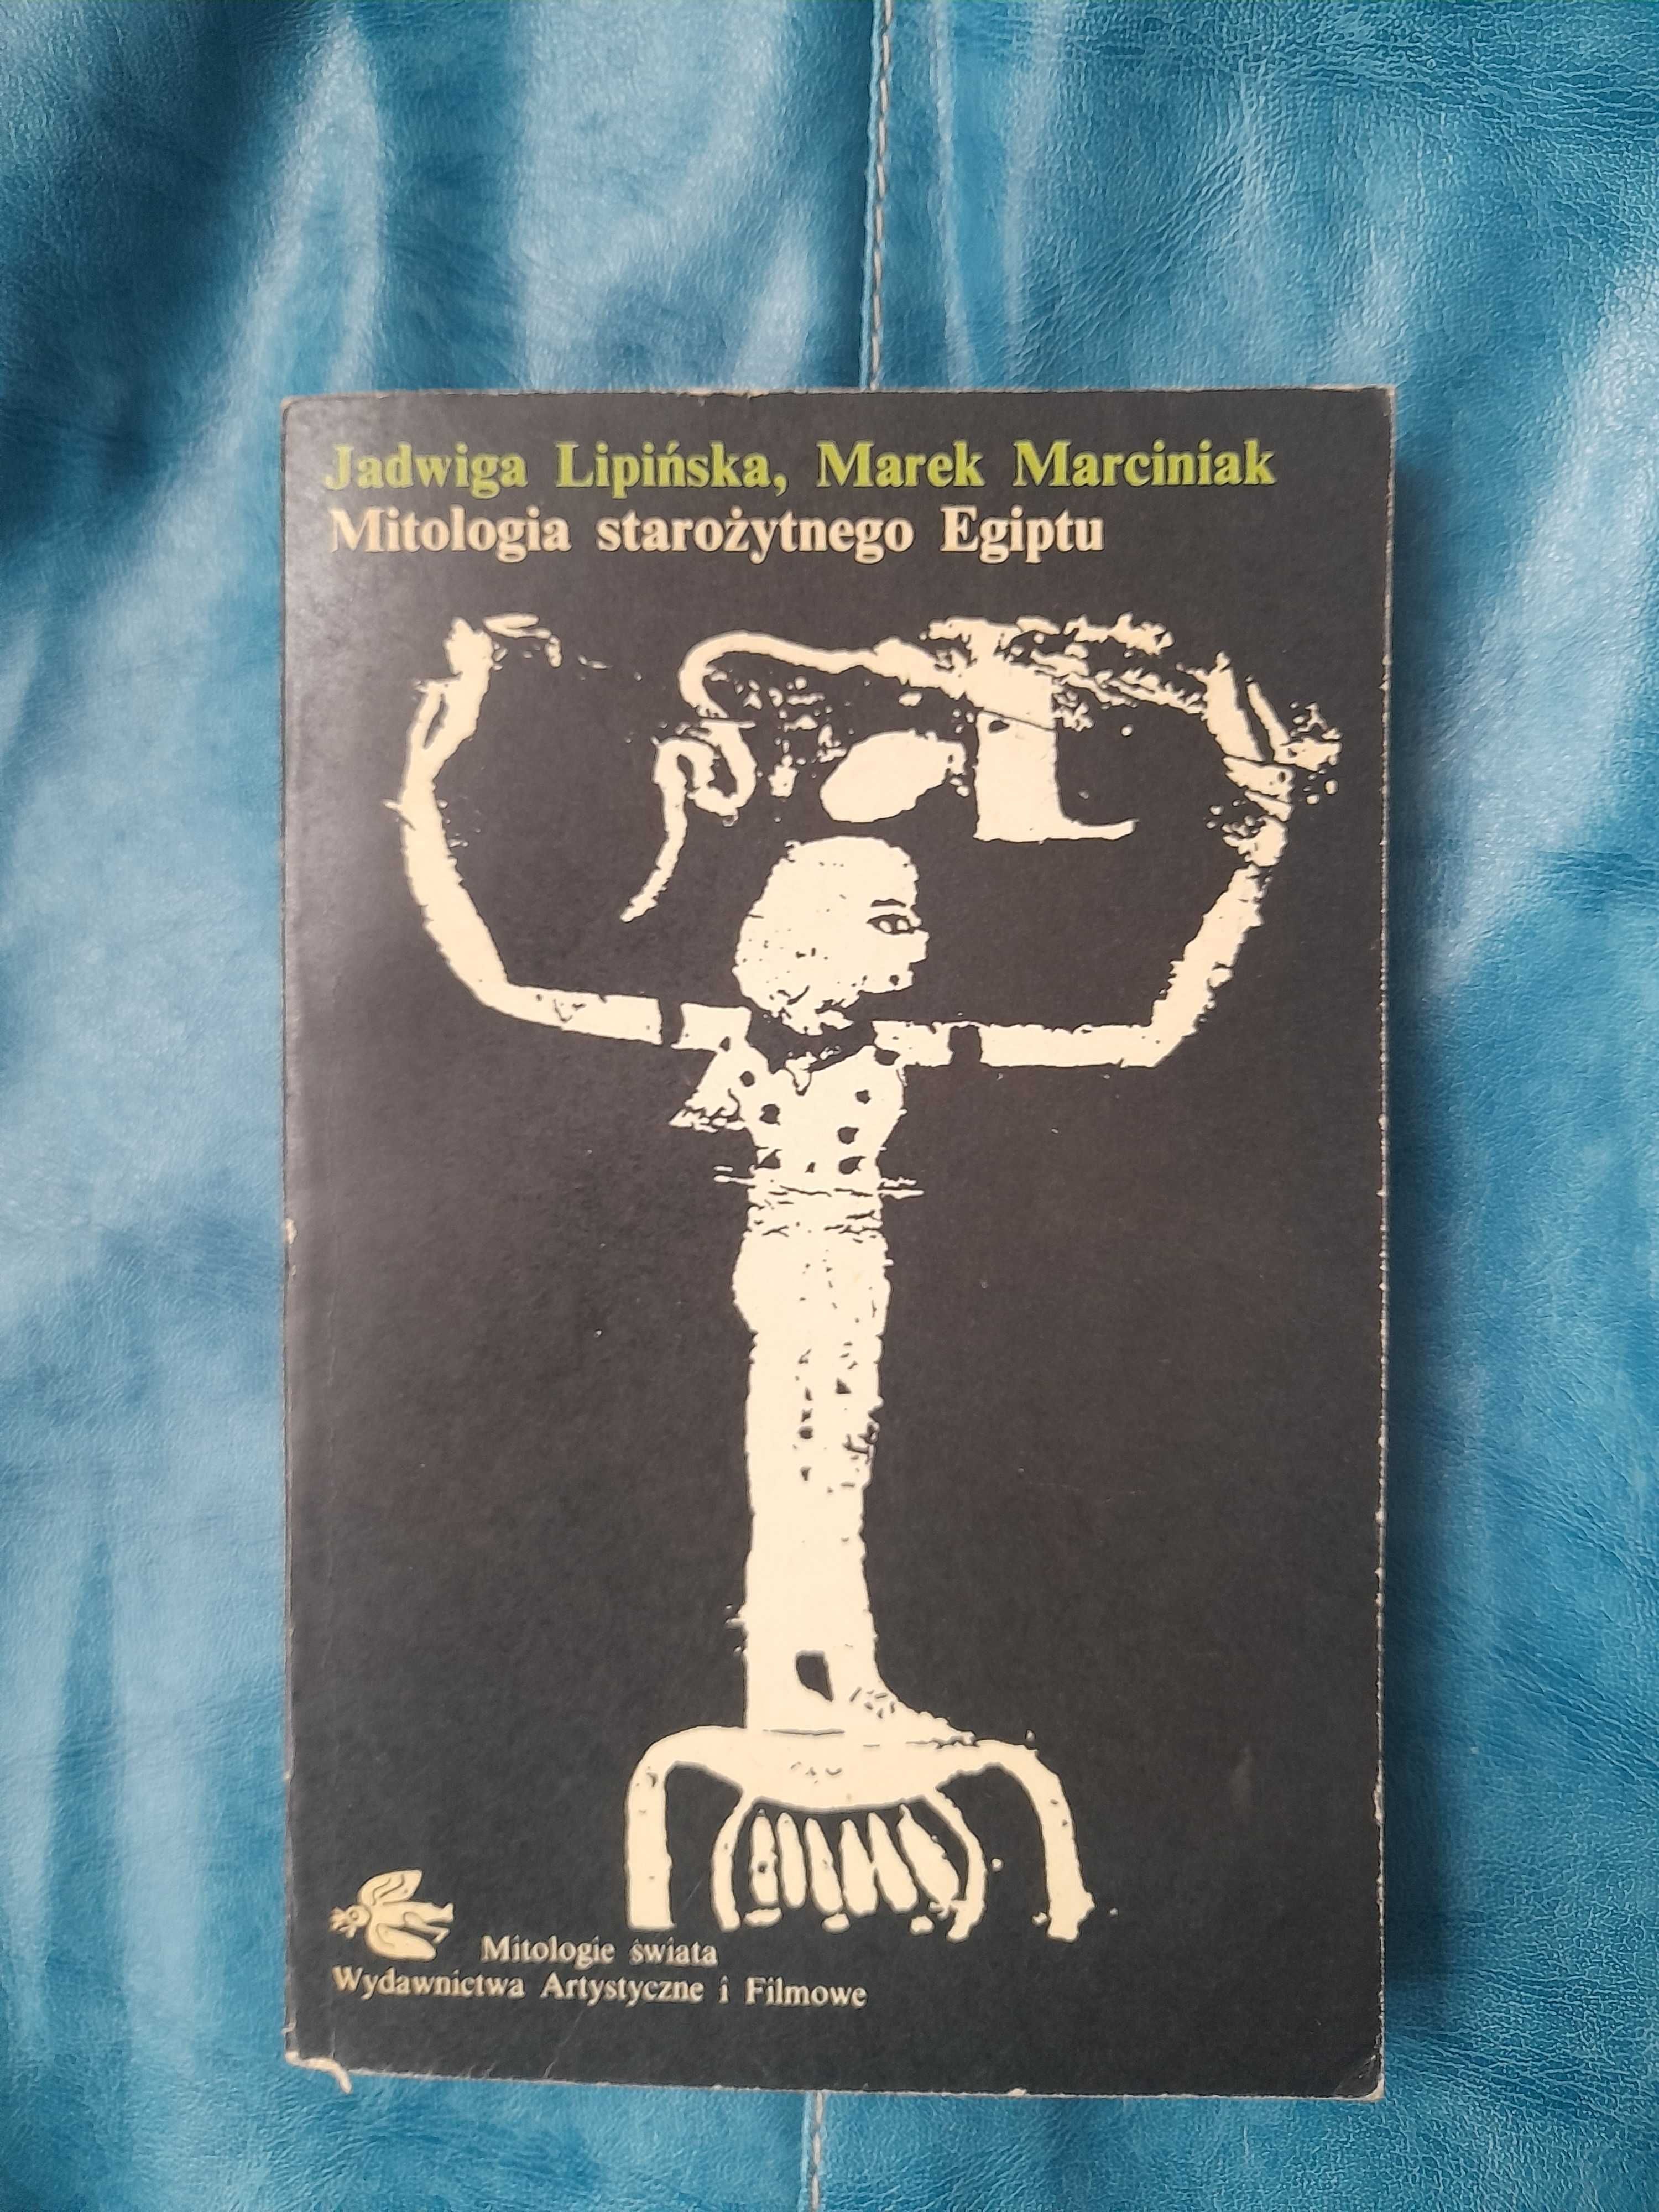 Jadwiga Lipińska, Marek Marciniak
Mitologia starożytnego Egiptu
Mitologie świata
Wydawnictwa Artystyczne i Filmowe